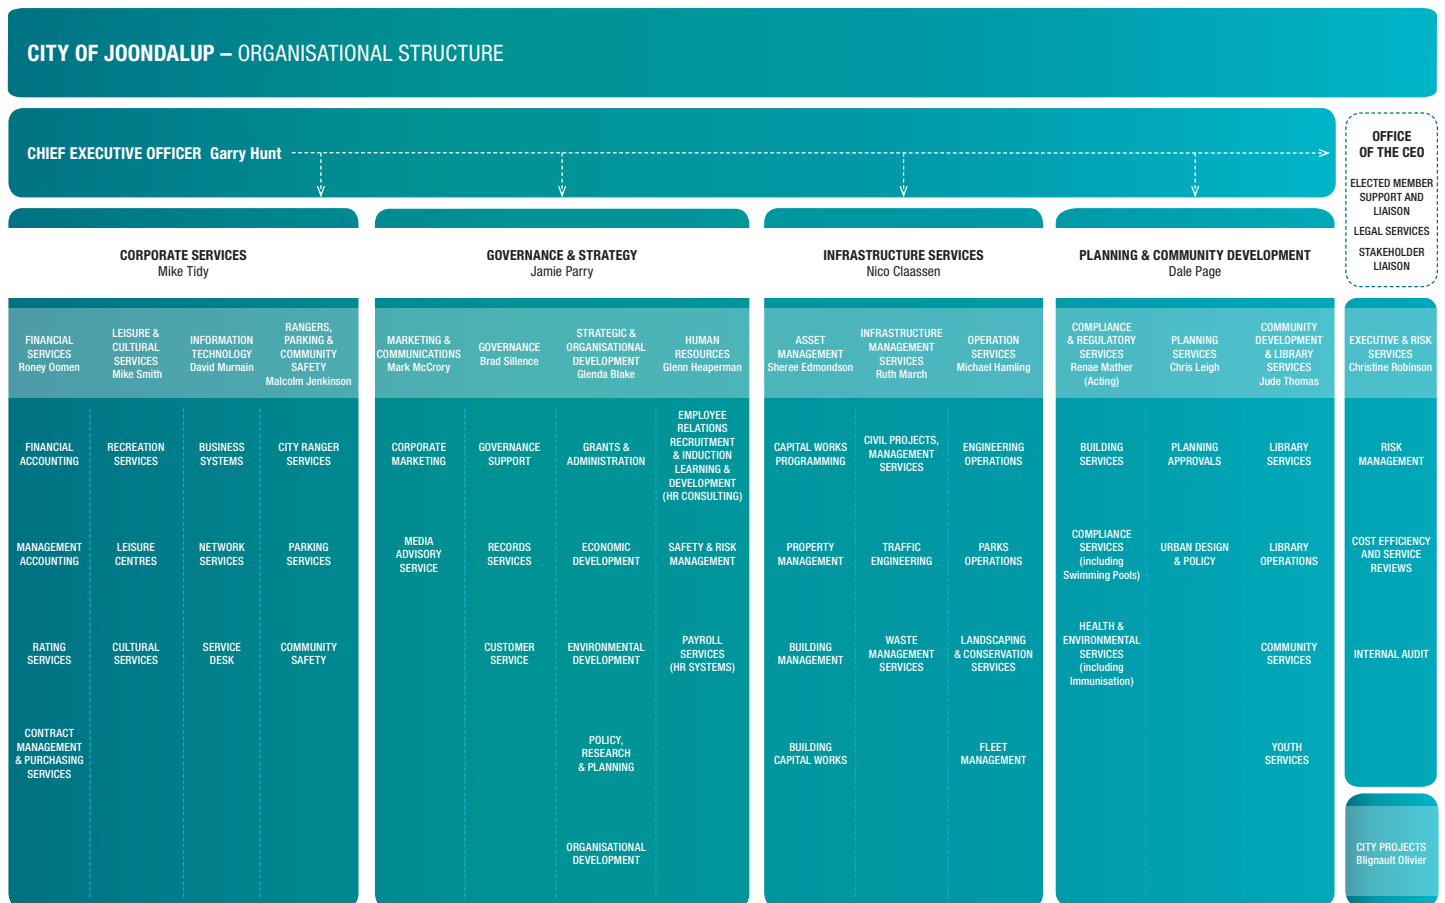 CITY OF JOONDALUP – ORGANISATIONAL STRUCTURE
CHIEF EXECUTIVE OFFICER Garry Hunt
OFFICE
OF THE CEO
ELECTED MEMBER
SUPPORT AND
LIAISON
LEGAL SERVICES
STAKEHOLDER
LIAISON
CORPORATE SERVICES
Mike Tidy
FINANCIAL
SERVICES
Roney Oomen
FINANCIAL
ACCOUNTING
MANAGEMENT
ACCOUNTING
RATING
SERVICES
CONTRACT
MANAGEMENT
& PURCHASING
SERVICES
LEISURE &
CULTURAL
SERVICES
Mike Smith
RECREATION
SERVICES
LEISURE
CENTRES
CULTURAL
SERVICES
INFORMATION
TECHNOLOGY
David Murnain
BUSINESS
SYSTEMS
NETWORK
SERVICES
SERVICE
DESK
RANGERS,
PARKING &
COMMUNITY
SAFETY
Malcolm Jenkinson
CITY RANGER
SERVICES
PARKING
SERVICES
COMMUNITY
SAFETY
GOVERNANCE & STRATEGY
Jamie Parry
MARKETING &
COMMUNICATIONS
Mark McCrory
CORPORATE
MARKETING
MEDIA
ADVISORY
SERVICE
GOVERNANCE
Brad Sillence
GOVERNANCE
SUPPORT
RECORDS
SERVICES
CUSTOMER
SERVICE
STRATEGIC &
ORGANISATIONAL
DEVELOPMENT
Glenda Blake
GRANTS &
ADMINISTRATION
ECONOMIC
DEVELOPMENT
ENVIRONMENTAL
DEVELOPMENT
POLICY,
RESEARCH
& PLANNING
ORGANISATIONAL
DEVELOPMENT
HUMAN
RESOURCES
Glenn Heaperman
EMPLOYEE
RELATIONS
RECRUITMENT
& INDUCTION
LEARNING &
DEVELOPMENT
(HR CONSULTING)
SAFETY & RISK
MANAGEMENT
PAYROLL
SERVICES
(HR SYSTEMS)
INFRASTRUCTURE SERVICES
Nico Claassen
ASSET
MANAGEMENT
Sheree Edmondson
CAPITAL WORKS
PROGRAMMING
PROPERTY
MANAGEMENT
BUILDING
MANAGEMENT
BUILDING
CAPITAL WORKS
INFRASTRUCTURE
MANAGEMENT
SERVICES
Ruth March
CIVIL PROJECTS,
MANAGEMENT
SERVICES
TRAFFIC
ENGINEERING
WASTE
MANAGEMENT
SERVICES
OPERATION
SERVICES
Michael Hamling
ENGINEERING
OPERATIONS
PARKS
OPERATIONS
LANDSCAPING
& CONSERVATION
SERVICES
FLEET
MANAGEMENT
PLANNING & COMMUNITY DEVELOPMENT
Dale Page
COMPLIANCE
& REGULATORY
SERVICES
Renae Mather
(Acting)
BUILDING
SERVICES
COMPLIANCE
SERVICES
(including
Swimming Pools)
HEALTH &
ENVIRONMENTAL
SERVICES
(including
Immunisation)
PLANNING
SERVICES
Chris Leigh
PLANNING
APPROVALS
URBAN DESIGN
& POLICY
COMMUNITY
DEVELOPMENT
& LIBRARY
SERVICES
Jude Thomas
LIBRARY
SERVICES
LIBRARY
OPERATIONS
COMMUNITY
SERVICES
YOUTH
SERVICES
EXECUTIVE & RISK
SERVICES
Christine Robinson
RISK
MANAGEMENT
COST EFFICIENCY
AND SERVICE
REVIEWS
INTERNAL AUDIT
CITY PROJECTS
Blignault Olivier